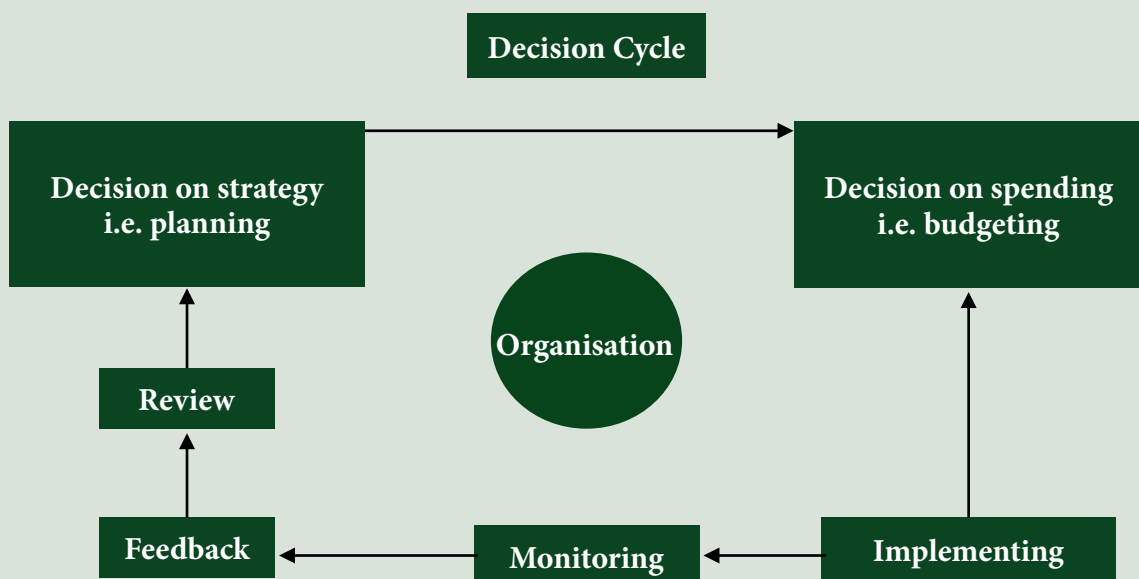 Decision Cycle
Decision on strategy
i.e. planning
Decision on spending
i.e. budgeting
Organisation
Review
Feedback
Monitoring
Implementing